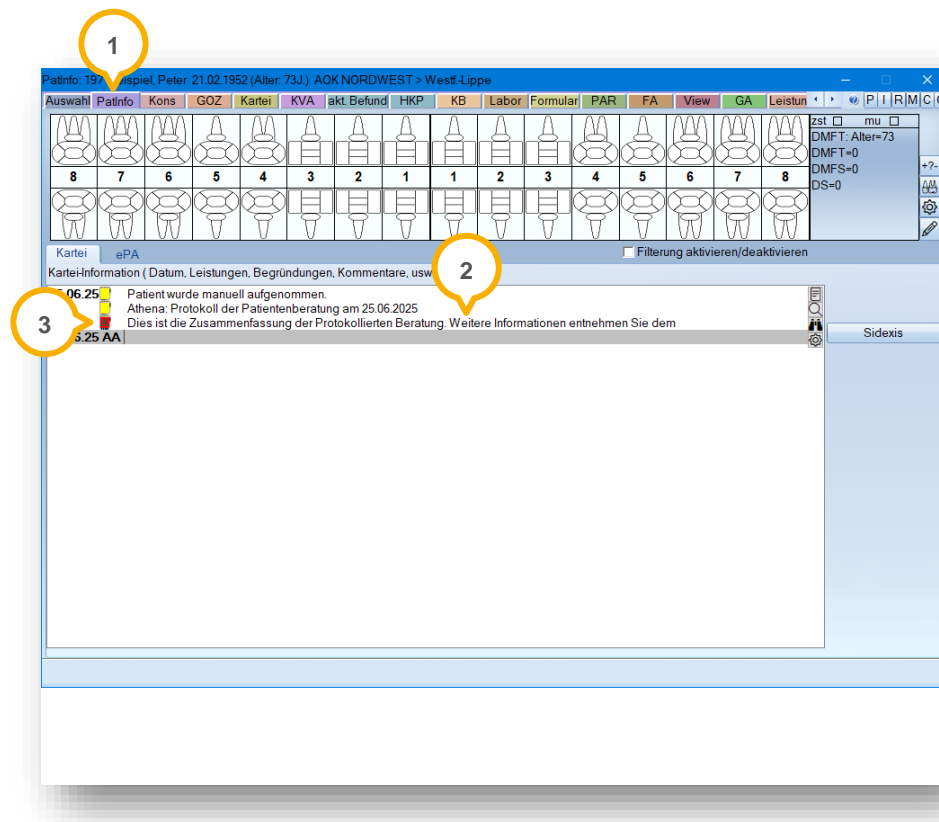 1
PatInfo: 197 spiel, Peter 21.02.1952 (Alter: 73J.) AOK NORDWEST > Westf.-Lippe
Auswahl PatInfo Kons GOZ Kartei KVA akt. Befund HKP KB Labor Formular PAR FA View GA Leistun P I R M C
zst mu
DMFT: Alter=73
DMFT=0
DMFS=0
DS=0
+?-
8 7 6 5 4 3 2 1 1 2 3 4 5 6 7 8
Kartei ePA Filterung aktivieren/deaktivieren
Kartei-Information ( Datum, Leistungen, Begründungen, Kommentare, usw
2
.06.25 Patient wurde manuell aufgenommen.
Athena: Protokoll der Patientenberatung am 25.06.2025
3
Dies ist die Zusammenfassung der Protokollierten Beratung. Weitere Informationen entnehmen Sie dem
.25 AA
Sidexis